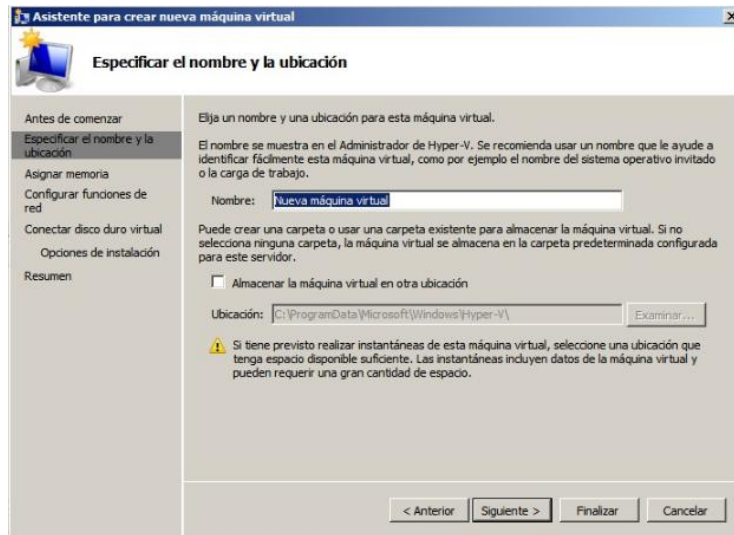 Asistente para crear nueva máquina virtual
Especificar el nombre y la ubicación
Antes de comenzar
Especificar el nombre y la
ubicación
Asignar memoria
Configurar funciones de
red
Conectar disco duro virtual
Opciones de instalación
Resumen
Elija un nombre y una ubicación para esta máquina virtual.
El nombre se muestra en el Administrador de Hyper-V. Se recomienda usar un nombre que le ayude a
identificar fácilmente esta máquina virtual, como por ejemplo el nombre del sistema operativo invitado
o la carga de trabajo.
Nombre: Nueva máquina virtual
Puede crear una carpeta o usar una carpeta existente para almacenar la máquina virtual. Si no
selecciona ninguna carpeta, la máquina virtual se almacena en la carpeta predeterminada configurada
para este servidor.
Almacenar la máquina virtual en otra ubicación
Ubicación: C:\ProgramData\Microsoft\Windows\Hyper-V\ Examinar...
Si tiene previsto realizar instantáneas de esta máquina virtual, seleccione una ubicación que
tenga espacio disponible suficiente. Las instantáneas incluyen datos de la máquina virtual y
pueden requerir una gran cantidad de espacio.
< Anterior Siguiente > Finalizar Cancelar